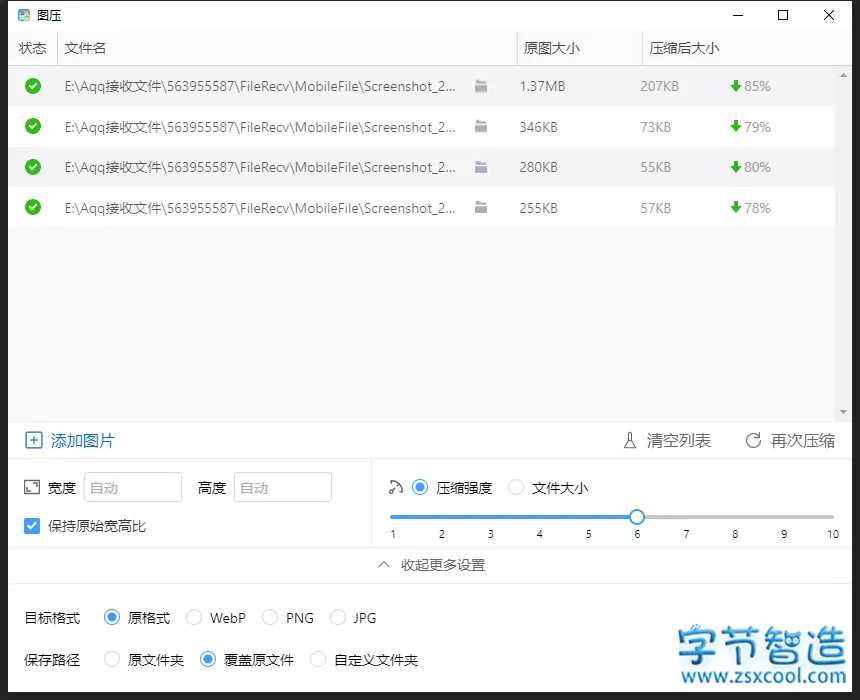 图压
状态 文件名 原图大小 压缩后大小
E:\Aqq接收文件\563955587\FileRecv\MobileFile\Screenshot_2... 1.37MB 207KB 85%
E:\Aqq接收文件\563955587\FileRecv\MobileFile\Screenshot_2... 346KB 73KB 79%
E:\Aqq接收文件\563955587\FileRecv\MobileFile\Screenshot_2... 280KB 55KB 80%
E:\Aqq接收文件\563955587\FileRecv\MobileFile\Screenshot_2... 255KB 57KB 78%
添加图片 清空列表 再次压缩
宽度 自动 高度 自动 压缩强度 文件大小
保持原始宽高比
1 2 3 4 5 6 7 8 9 10
收起更多设置
目标格式 原格式 WebP PNG JPG
保存路径 原文件夹 覆盖原文件 自定义文件夹
字节智造
www.zsxcool.com